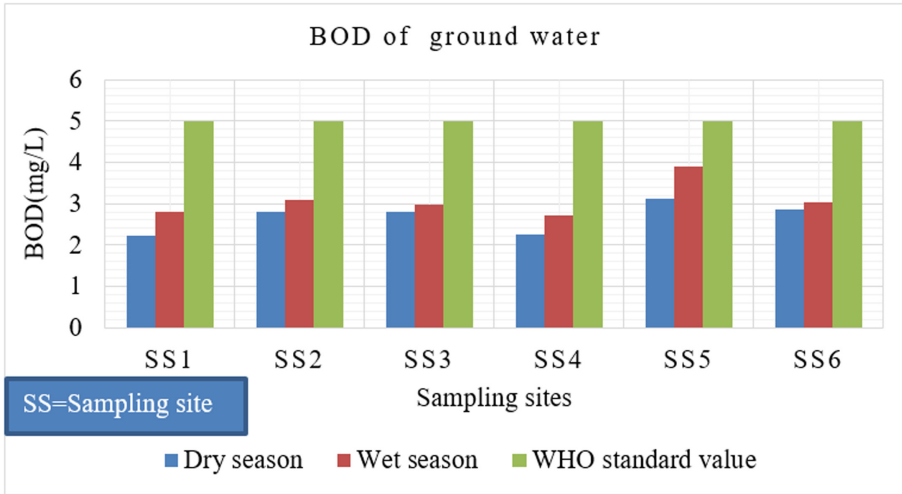 BOD of ground water
BOD(mg/L)
6
5
4
3
2
1
0
SS1 SS2 SS3 SS4 SS5 SS6
Sampling sites
SS=Sampling site
Dry season Wet season WHO standard value